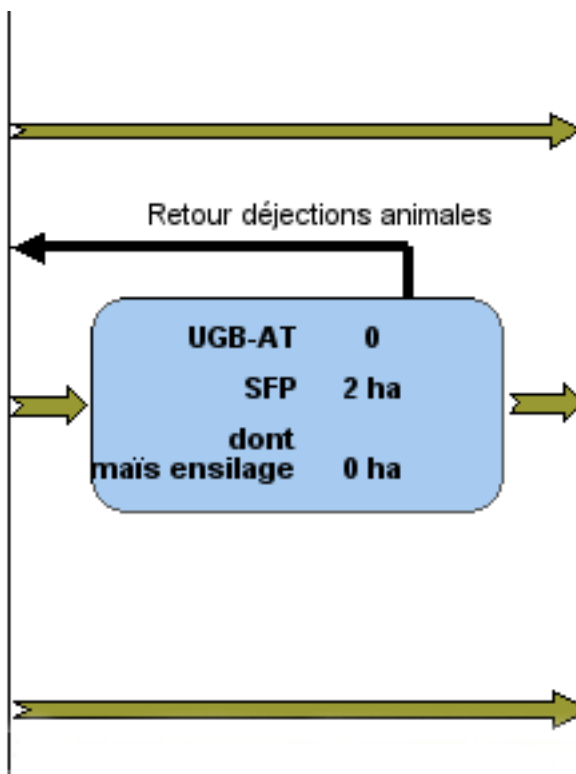 Retour déjections animales
UGB-AT 0
SFP 2 ha
dont
maïs ensilage 0 ha